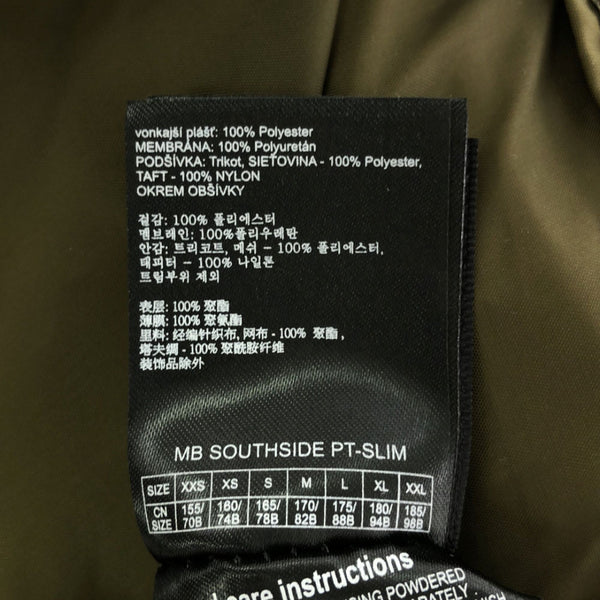 vonkajší plášť: 100% Polyester
MEMBRÁNA: 100% Polyuretán
PODŠÍVKA: Trikot, SIEŤOVINA - 100% Polyester,
TAFT - 100% NYLON
OKREM OBŠÍVKY
겉감: 100% 폴리에스터
멤브레인: 100%폴리우레탄
안감: 트리코트, 메쉬 - 100% 폴리에스터,
태피터 - 100% 나일론
트림부위 제외
表层: 100% 聚酯
薄膜: 100% 聚氨酯
里料: 经编针织布, 网布 - 100% 聚酯,
塔夫綢 - 100% 聚酰胺纤维
装饰品除外
MB SOUTHSIDE PT-SLIM
SIZE XXS XS S M L XL XXL
CN SIZE 155/70B 160/74B 165/78B 170/82B 175/88B 180/94B 185/98B
care instructions
POWDERED